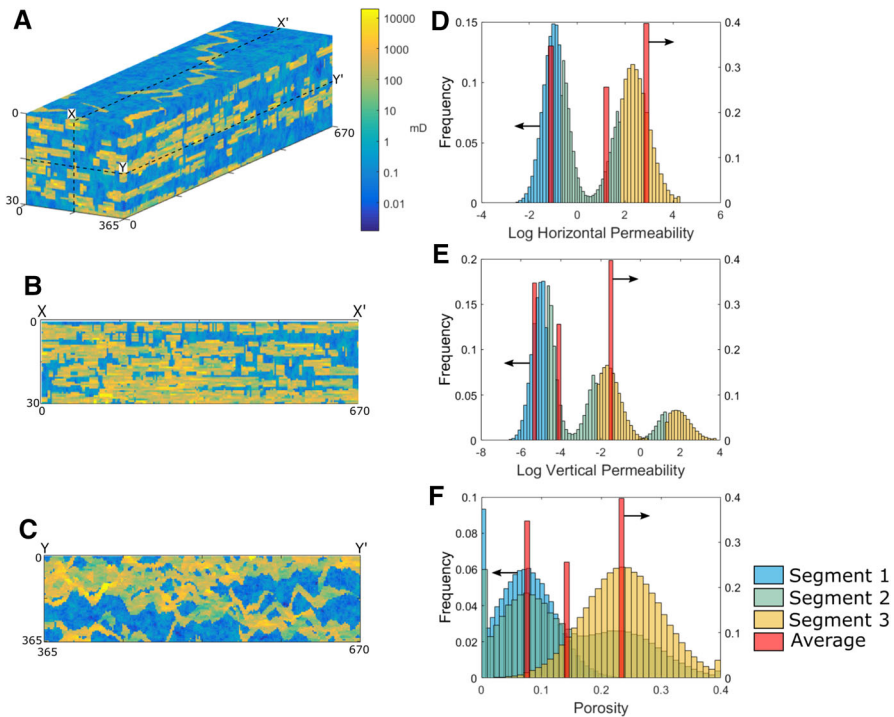 A
X'
Y'
X
Y
0
30
0
365
0
670
10000
1000
100
10
1
0.1
0.01
mD
B
X X'
0
30
0 670
C
Y Y'
0
365
365 670
D
0.15
0.1
0.05
0
Frequency
0.4
0.3
0.2
0.1
0
-4 -2 0 2 4 6
Log Horizontal Permeability
E
0.2
0.15
0.1
0.05
0
Frequency
0.4
0.3
0.2
0.1
0
-8 -6 -4 -2 0 2 4
Log Vertical Permeability
F
0.1
0.08
0.06
0.04
0.02
0
Frequency
0.4
0.3
0.2
0.1
0
0 0.1 0.2 0.3 0.4
Porosity
Segment 1
Segment 2
Segment 3
Average